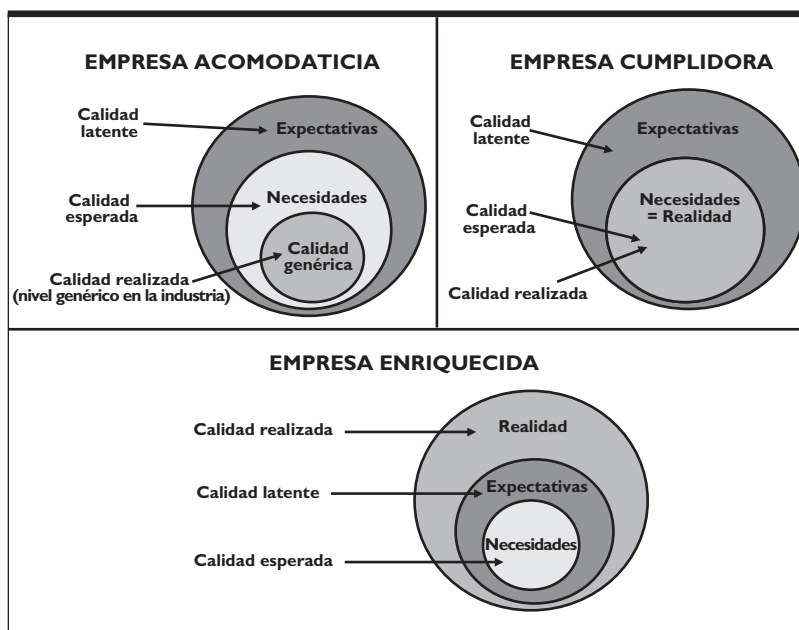 EMPRESA ACOMODATICIA
Calidad
latente
Expectativas
Calidad
esperada
Necesidades
Calidad
genérica
Calidad realizada
(nivel genérico en la industria)
EMPRESA CUMPLIDORA
Calidad
latente
Expectativas
Necesidades
= Realidad
Calidad
esperada
Calidad realizada
EMPRESA ENRIQUECIDA
Calidad realizada
Realidad
Calidad latente
Expectativas
Necesidades
Calidad esperada